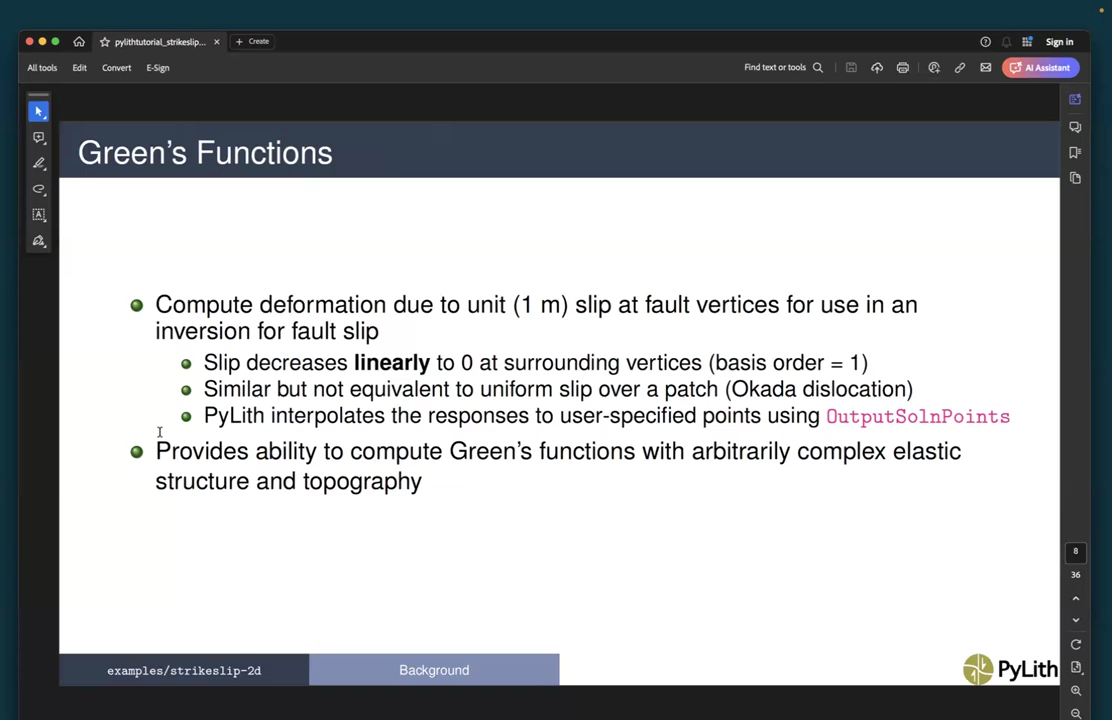 pylithtutorial_strikeslip...
Create
Sign in
All tools
Edit
Convert
E-Sign
Find text or tools
AI Assistant
Green's Functions
Compute deformation due to unit (1 m) slip at fault vertices for use in an
inversion for fault slip
Slip decreases linearly to 0 at surrounding vertices (basis order = 1)
Similar but not equivalent to uniform slip over a patch (Okada dislocation)
PyLith interpolates the responses to user-specified points using OutputSolnPoints
Provides ability to compute Green's functions with arbitrarily complex elastic
structure and topography
8
36
examples/strikeslip-2d
Background
PyLith